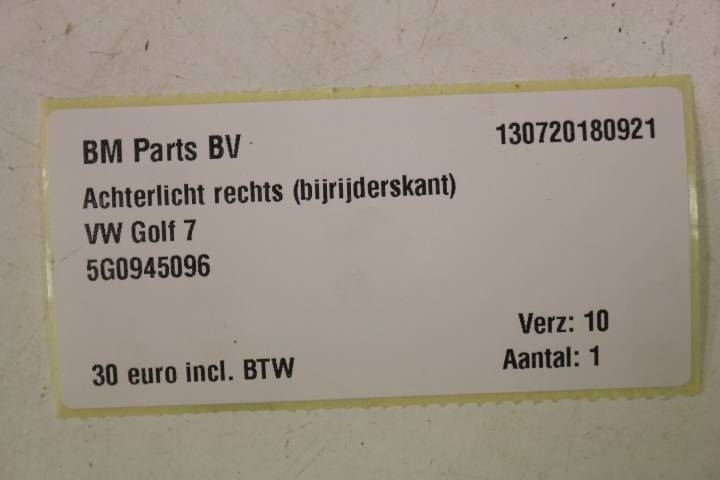 BM Parts BV 130720180921
Achterlicht rechts (bijrijderskant)
VW Golf 7
5G0945096
Verz: 10
30 euro incl. BTW Aantal: 1